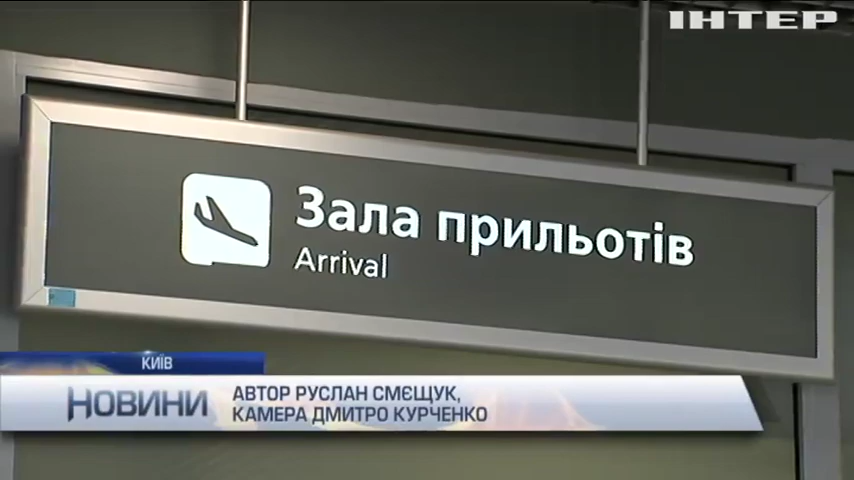 ІНТЕР
Зала прильотів
Arrival
КИЇВ
НОВИНИ
АВТОР РУСЛАН СМЄЩУК,
КАМЕРА ДМИТРО КУРЧЕНКО